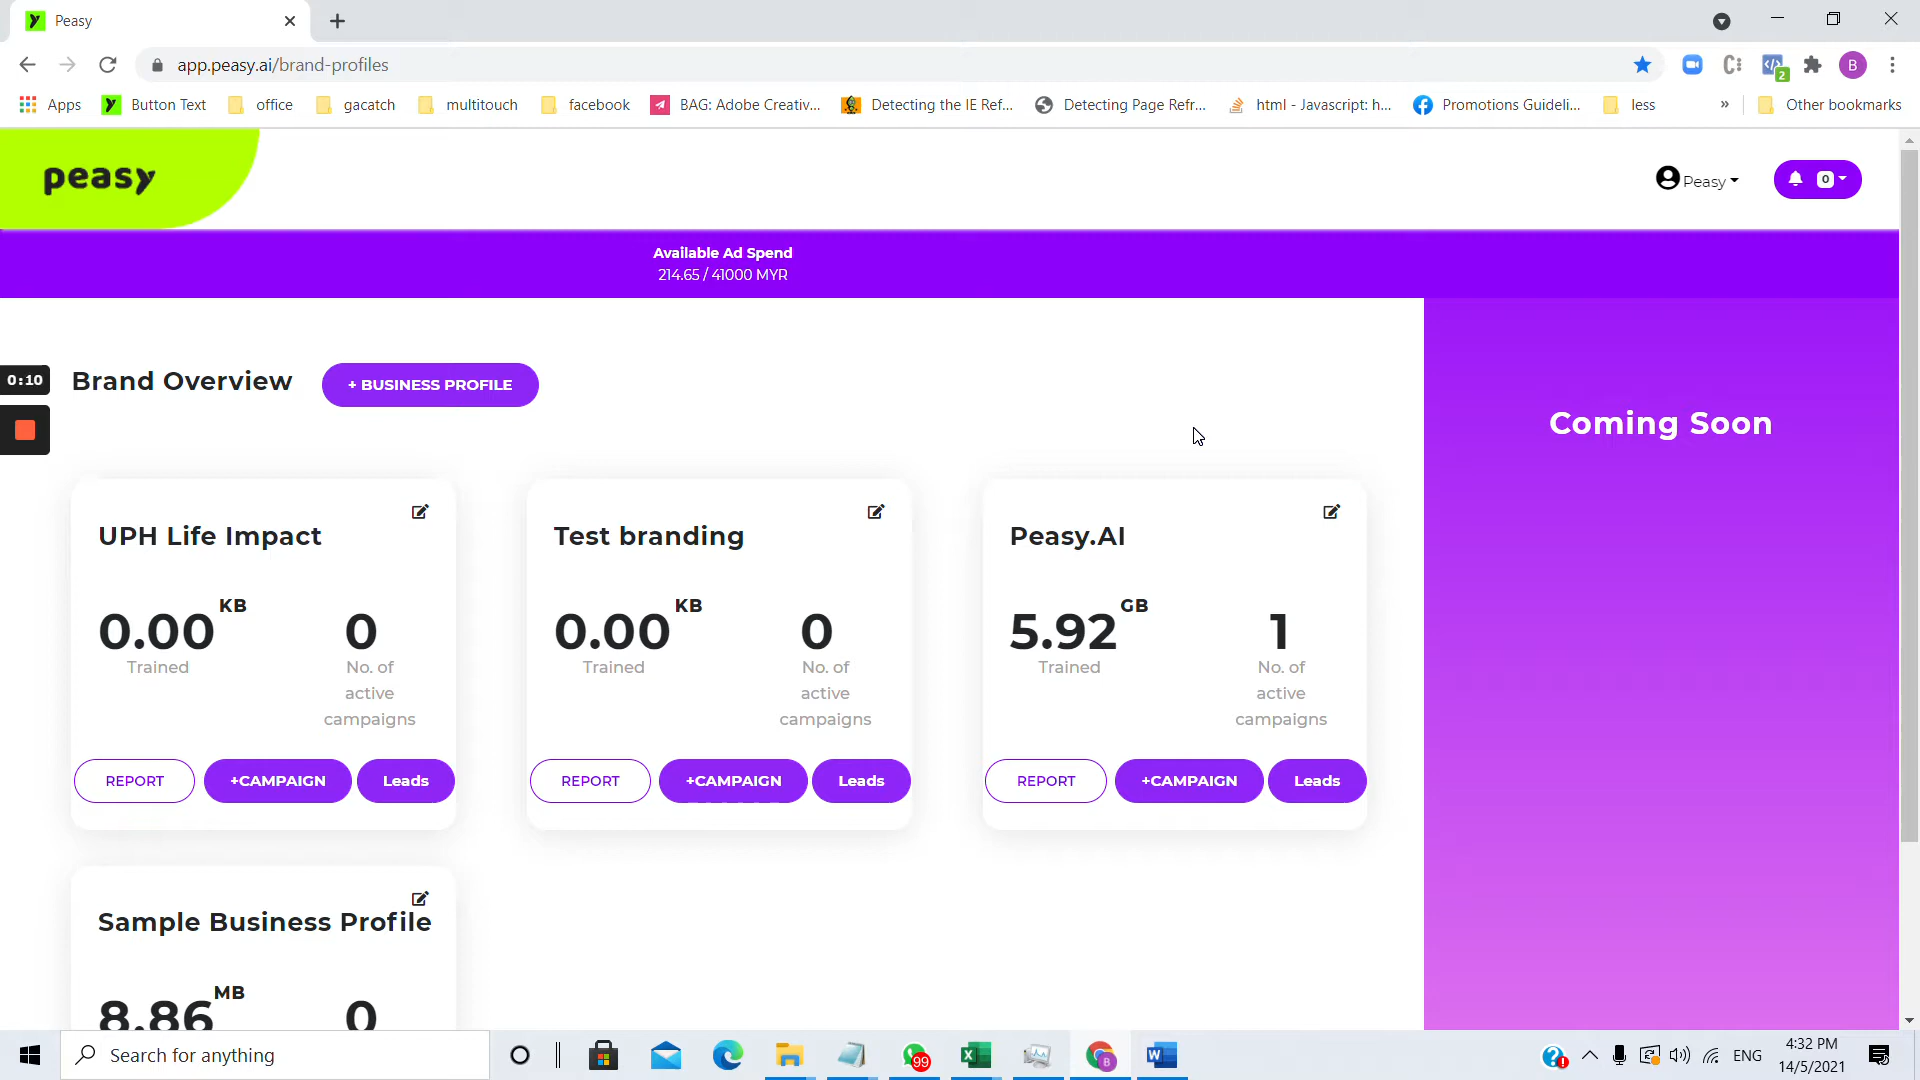 Peasy
app.peasy.ai/brand-profiles
2
B
Apps
Button Text
office
gacatch
multitouch
facebook
BAG: Adobe Creativ...
Detecting the IE Ref...
Detecting Page Refr...
html - Javascript: h...
Promotions Guideli...
less
»
Other bookmarks
peasy
Peasy
0
Available Ad Spend
214.65 / 41000 MYR
0:10
Brand Overview
+ BUSINESS PROFILE
Coming Soon
UPH Life Impact
0.00 KB
Trained
0
No. of
active
campaigns
REPORT
+CAMPAIGN
Leads
Test branding
0.00 KB
Trained
0
No. of
active
campaigns
REPORT
+CAMPAIGN
Leads
Peasy.AI
5.92 GB
Trained
1
No. of
active
campaigns
REPORT
+CAMPAIGN
Leads
Sample Business Profile
8.86 MB
0
Search for anything
99
B
ENG
4:32 PM
14/5/2021